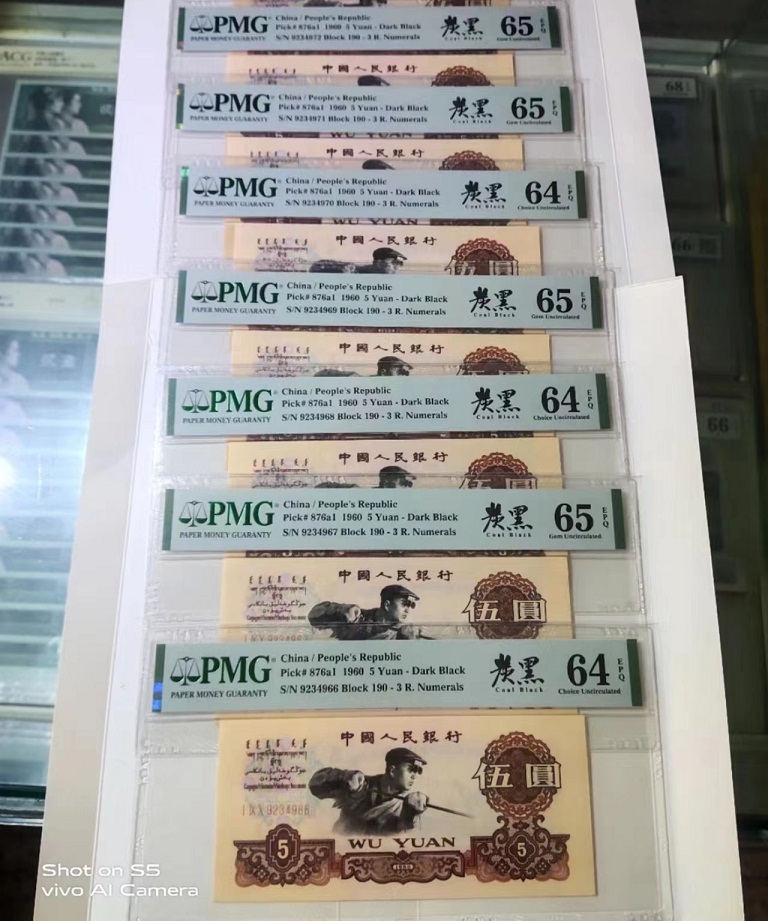 PMG
PAPER MONEY GUARANTY
China / People's Republic
Pick# 876a1 1960 5 Yuan - Dark Black
S/N 9234972 Block 190 - 3 R. Numerals
炭黑
Coal Black
65 EPQ
Gem Uncirculated
中國人民銀行
PMG
PAPER MONEY GUARANTY
China / People's Republic
Pick# 876a1 1960 5 Yuan - Dark Black
S/N 9234971 Block 190 - 3 R. Numerals
炭黑
Coal Black
65 EPQ
Gem Uncirculated
中國人民銀行
PMG
PAPER MONEY GUARANTY
China / People's Republic
Pick# 876a1 1960 5 Yuan - Dark Black
S/N 9234970 Block 190 - 3 R. Numerals
炭黑
Coal Black
64 EPQ
Choice Uncirculated
WU YUAN
中國人民銀行
伍圓
PMG
PAPER MONEY GUARANTY
China / People's Republic
Pick# 876a1 1960 5 Yuan - Dark Black
S/N 9234969 Block 190 - 3 R. Numerals
炭黑
Coal Black
65 EPQ
Gem Uncirculated
中國人民銀行
伍圓
PMG
PAPER MONEY GUARANTY
China / People's Republic
Pick# 876a1 1960 5 Yuan - Dark Black
S/N 9234968 Block 190 - 3 R. Numerals
炭黑
Coal Black
64 EPQ
Choice Uncirculated
中國人民銀行
伍圓
PMG
PAPER MONEY GUARANTY
China / People's Republic
Pick# 876a1 1960 5 Yuan - Dark Black
S/N 9234967 Block 190 - 3 R. Numerals
炭黑
Coal Black
65 EPQ
Gem Uncirculated
中國人民銀行
伍圓
PMG
PAPER MONEY GUARANTY
China / People's Republic
Pick# 876a1 1960 5 Yuan - Dark Black
S/N 9234966 Block 190 - 3 R. Numerals
炭黑
Coal Black
64 EPQ
Choice Uncirculated
中國人民銀行
伍圓
I IX X 9234966
WU YUAN
5
1960
5
68
66
66
Shot on S5
vivo AI Camera